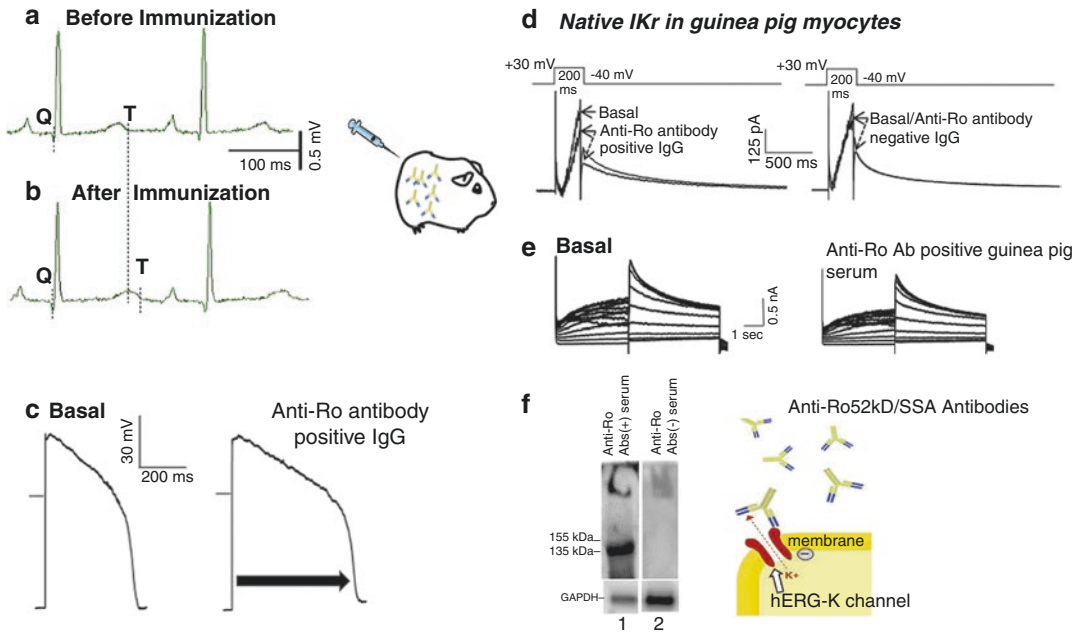 a
Before Immunization
Q
T
100 ms
0.5 mV
b
After Immunization
Q
T
c
Basal
30 mV
200 ms
Anti-Ro antibody
positive IgG
d
Native IKr in guinea pig myocytes
+30 mV
200
ms
-40 mV
Basal
Anti-Ro antibody
positive IgG
125 pA
500 ms
+30 mV
200
ms
-40 mV
Basal/Anti-Ro antibody
negative IgG
e
Basal
0.5 nA
1 sec
Anti-Ro Ab positive guinea pig
serum
f
Anti-Ro
Abs(+) serum
Anti-Ro
Abs(-) serum
155 kDa
135 kDa
GAPDH
1
2
Anti-Ro52kD/SSA Antibodies
membrane
K+
hERG-K channel